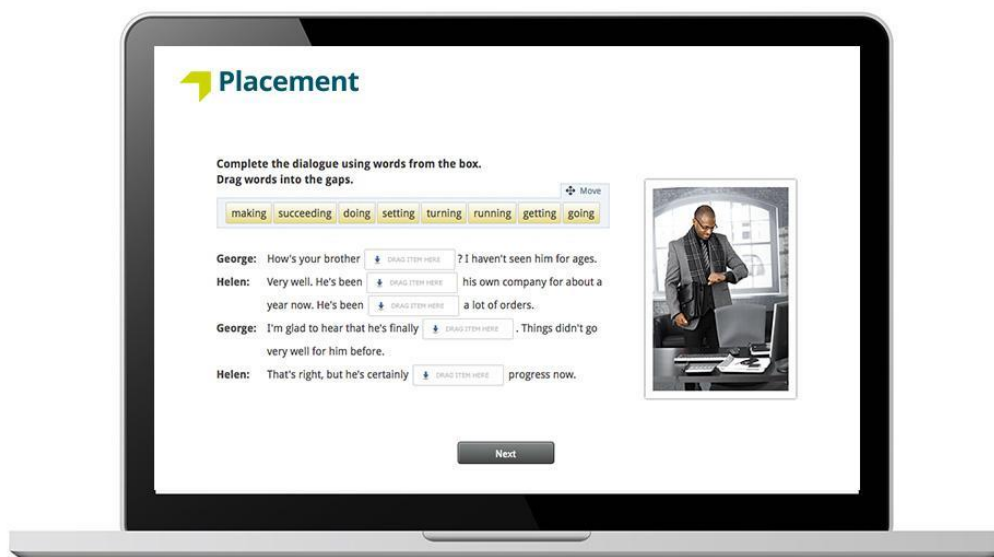 Placement
Complete the dialogue using words from the box.
Drag words into the gaps.
Move
making succeeding doing setting turning running getting going
George: How's your brother DRAG ITEM HERE ? I haven't seen him for ages.
Helen: Very well. He's been DRAG ITEM HERE his own company for about a
year now. He's been DRAG ITEM HERE a lot of orders.
George: I'm glad to hear that he's finally DRAG ITEM HERE . Things didn't go
very well for him before.
Helen: That's right, but he's certainly DRAG ITEM HERE progress now.
Next